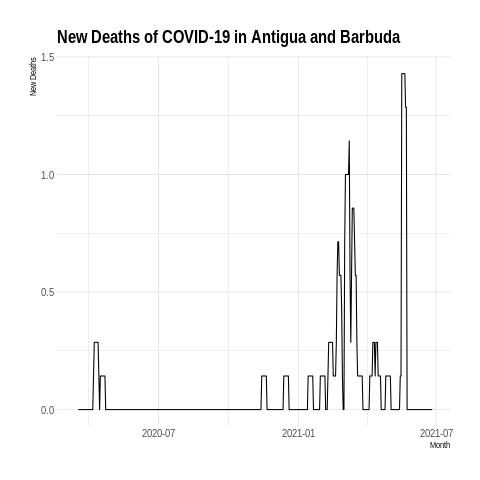 New Deaths of COVID-19 in Antigua and Barbuda
New Deaths
1.5
1.0
0.5
0.0
2020-07
2021-01
2021-07
Month